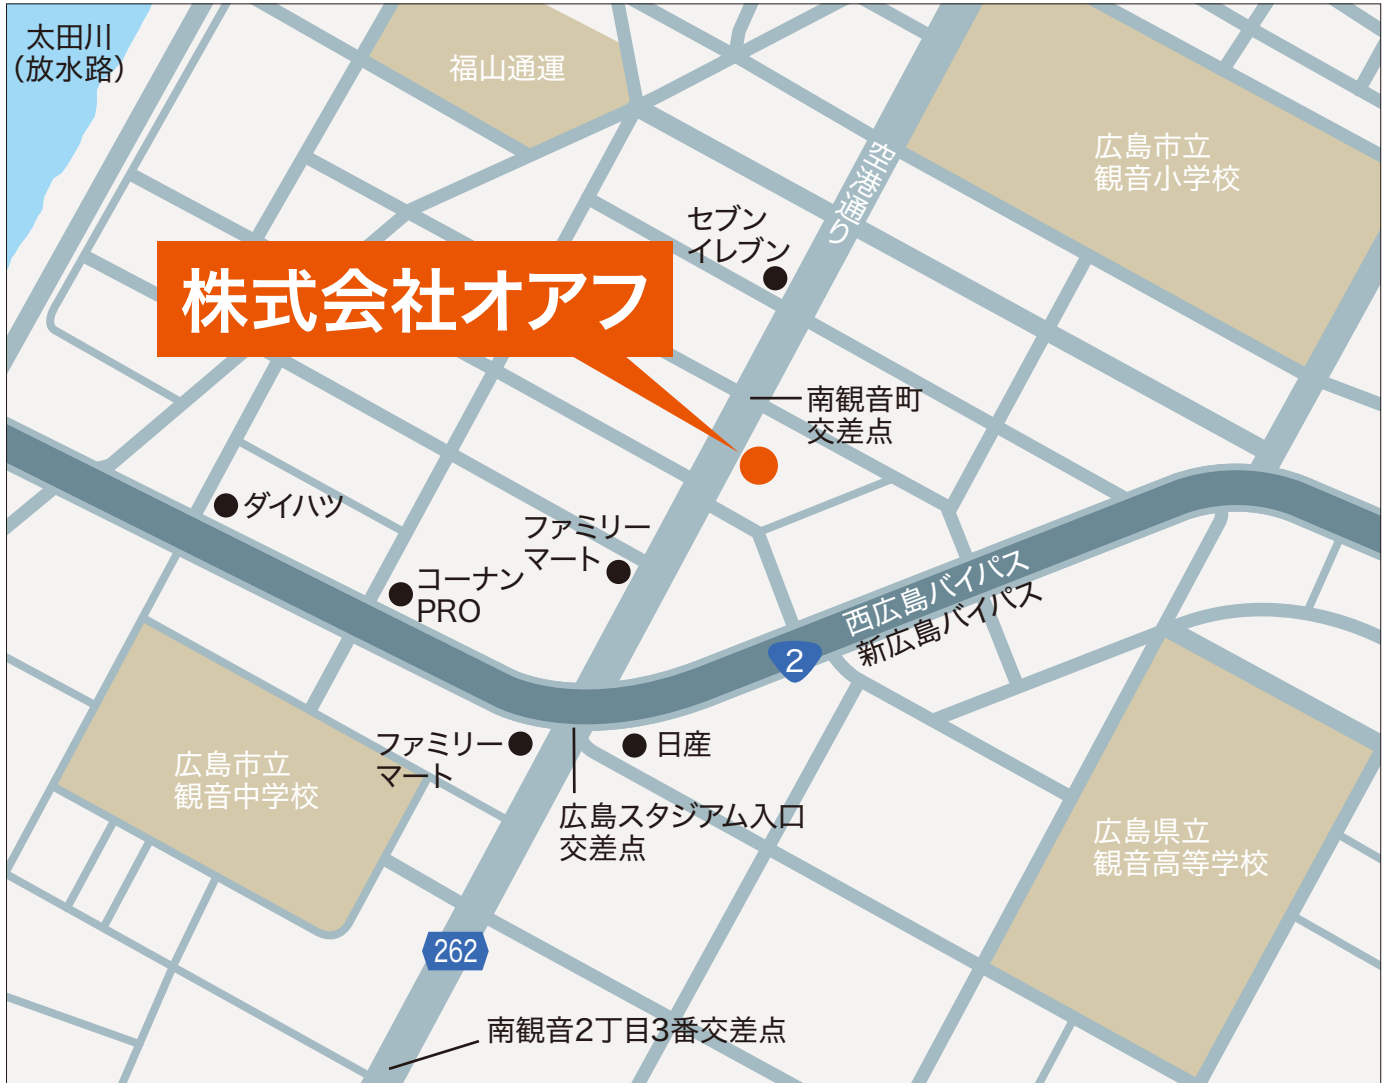 太田川
(放水路)
福山通運
広島市立
観音小学校
空港通り
セブン
イレブン
株式会社オアフ
南観音町
交差点
ダイハツ
ファミリー
マート
コーナン
PRO
西広島バイパス
新広島バイパス
2
ファミリー
マート
日産
広島市立
観音中学校
広島スタジアム入口
交差点
広島県立
観音高等学校
262
南観音2丁目3番交差点